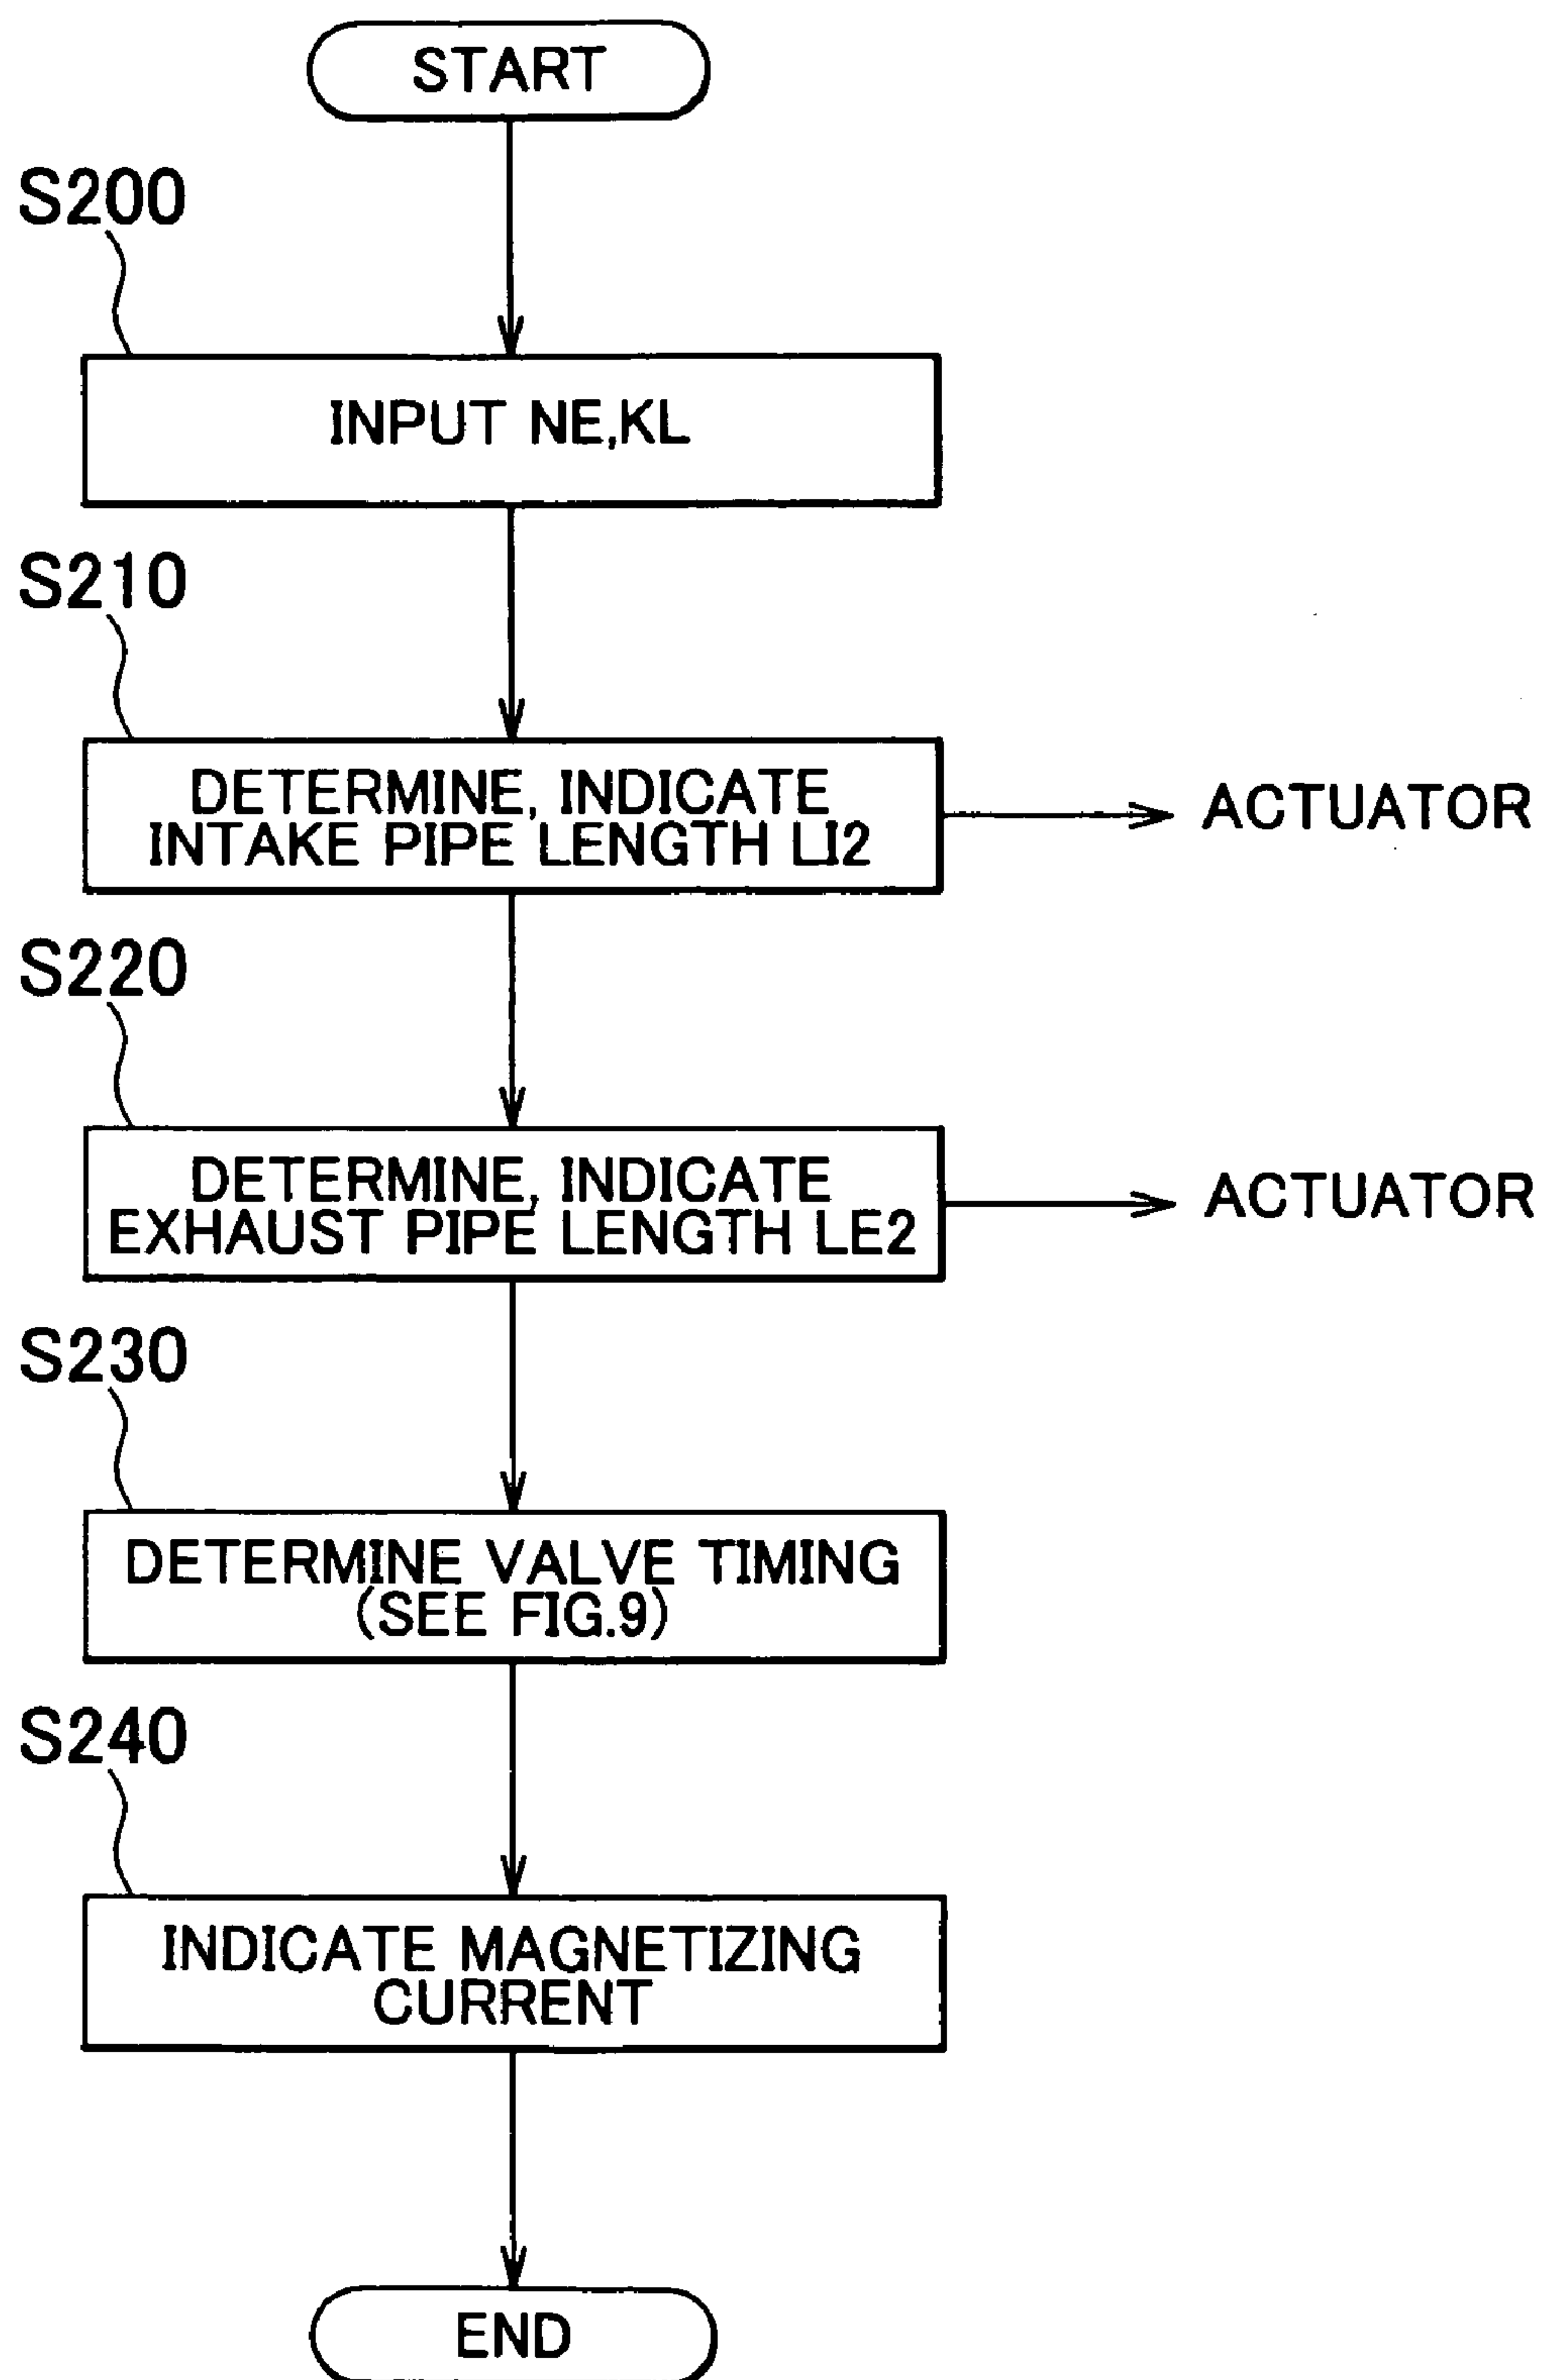 START
S200
INPUT NE,KL
S210
DETERMINE, INDICATE
INTAKE PIPE LENGTH LI2
ACTUATOR
S220
DETERMINE, INDICATE
EXHAUST PIPE LENGTH LE2
ACTUATOR
S230
DETERMINE VALVE TIMING
(SEE FIG.9)
S240
INDICATE MAGNETIZING
CURRENT
END